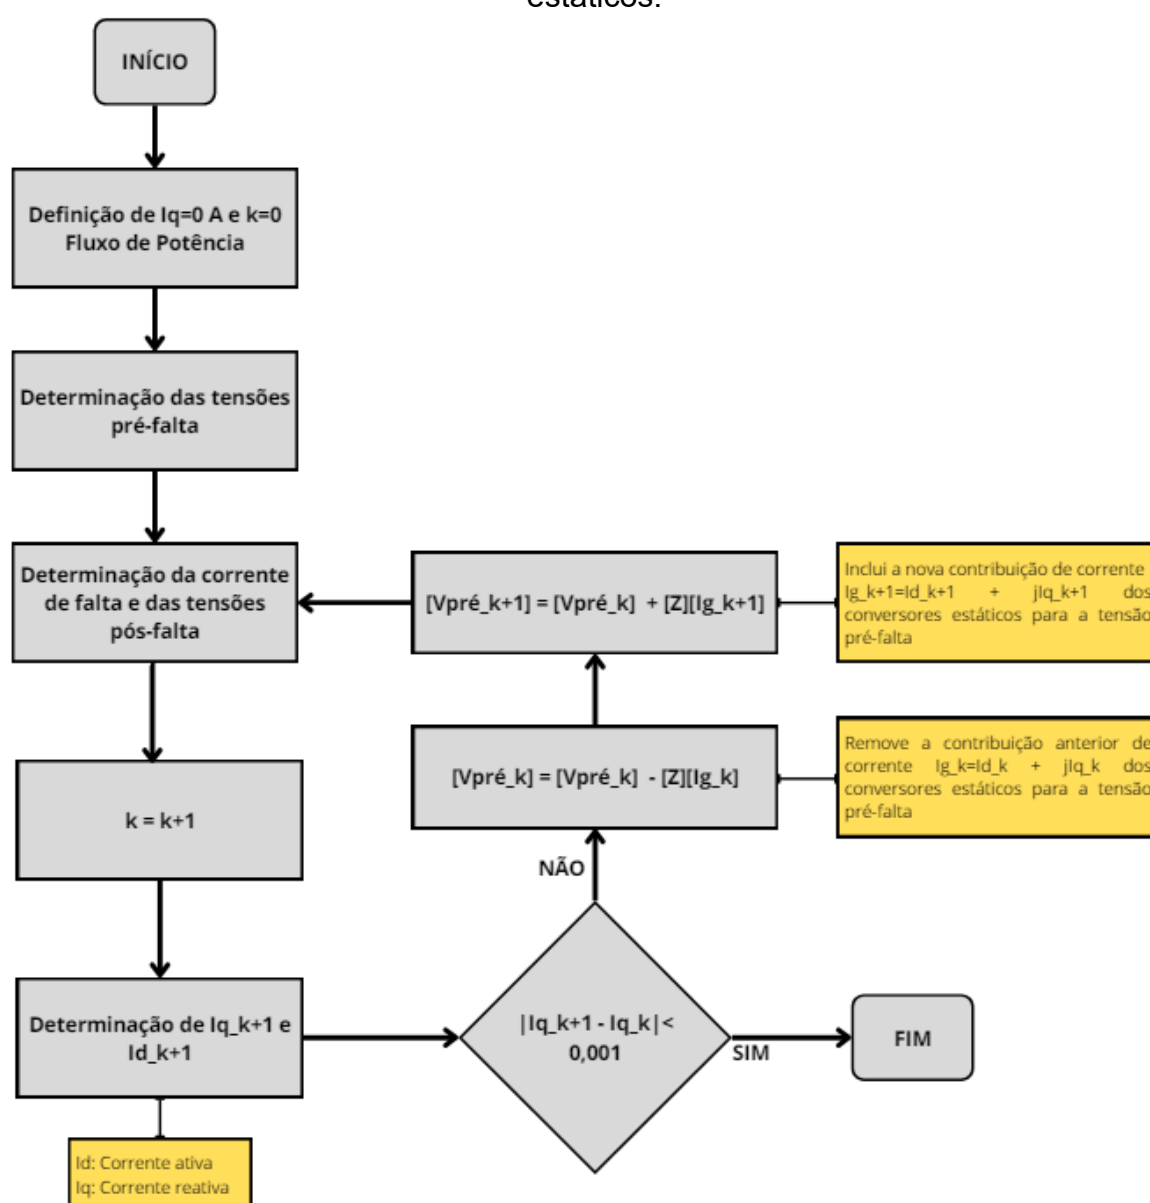 estáticos.
INÍCIO
Definição de Iq=0 A e k=0
Fluxo de Potência
Determinação das tensões
pré-falta
Determinação da corrente
de falta e das tensões
pós-falta
[Vpré_k+1] = [Vpré_k] + [Z][Ig_k+1]
Inclui a nova contribuição de corrente
Ig_k+1=Id_k+1 + jIq_k+1 dos
conversores estáticos para a tensão
pré-falta
k = k+1
[Vpré_k] = [Vpré_k] - [Z][Ig_k]
Remove a contribuição anterior de
corrente Ig_k=Id_k + jIq_k dos
conversores estáticos para a tensão
pré-falta
NÃO
Determinação de Iq_k+1 e
Id_k+1
|Iq_k+1 - Iq_k|<
0,001
SIM
FIM
Id: Corrente ativa
Iq: Corrente reativa